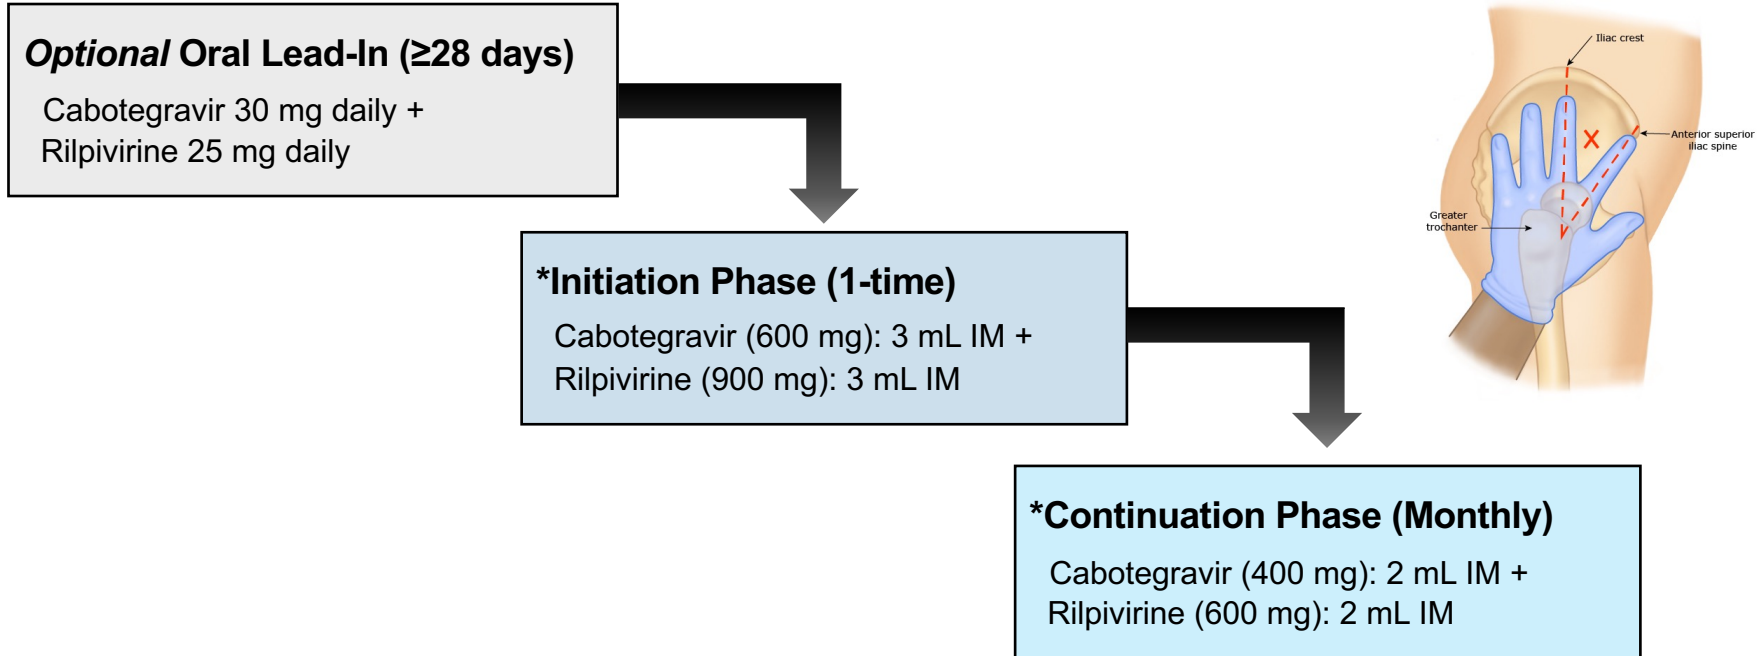 Optional Oral Lead-In (≥28 days)
Cabotegravir 30 mg daily +
Rilpivirine 25 mg daily
*Initiation Phase (1-time)
Cabotegravir (600 mg): 3 mL IM +
Rilpivirine (900 mg): 3 mL IM
*Continuation Phase (Monthly)
Cabotegravir (400 mg): 2 mL IM +
Rilpivirine (600 mg): 2 mL IM
Iliac crest
X
Anterior superior
iliac spine
Greater
trochanter